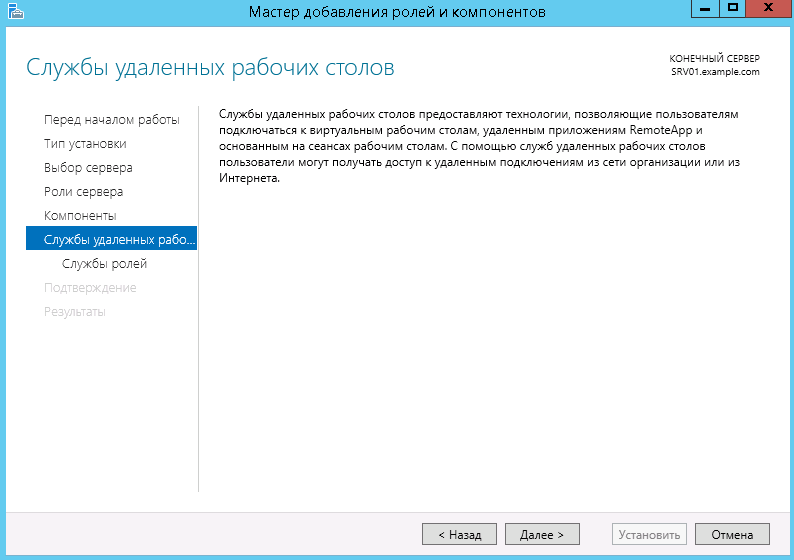 Мастер добавления ролей и компонентов
Службы удаленных рабочих столов
КОНЕЧНЫЙ СЕРВЕР
SRV01.example.com
Перед началом работы
Тип установки
Выбор сервера
Роли сервера
Компоненты
Службы удаленных рабо...
Службы ролей
Подтверждение
Результаты
Службы удаленных рабочих столов предоставляют технологии, позволяющие пользователям
подключаться к виртуальным рабочим столам, удаленным приложениям RemoteApp и
основанным на сеансах рабочим столам. С помощью служб удаленных рабочих столов
пользователи могут получать доступ к удаленным подключениям из сети организации или из
Интернета.
< Назад
Далее >
Установить
Отмена